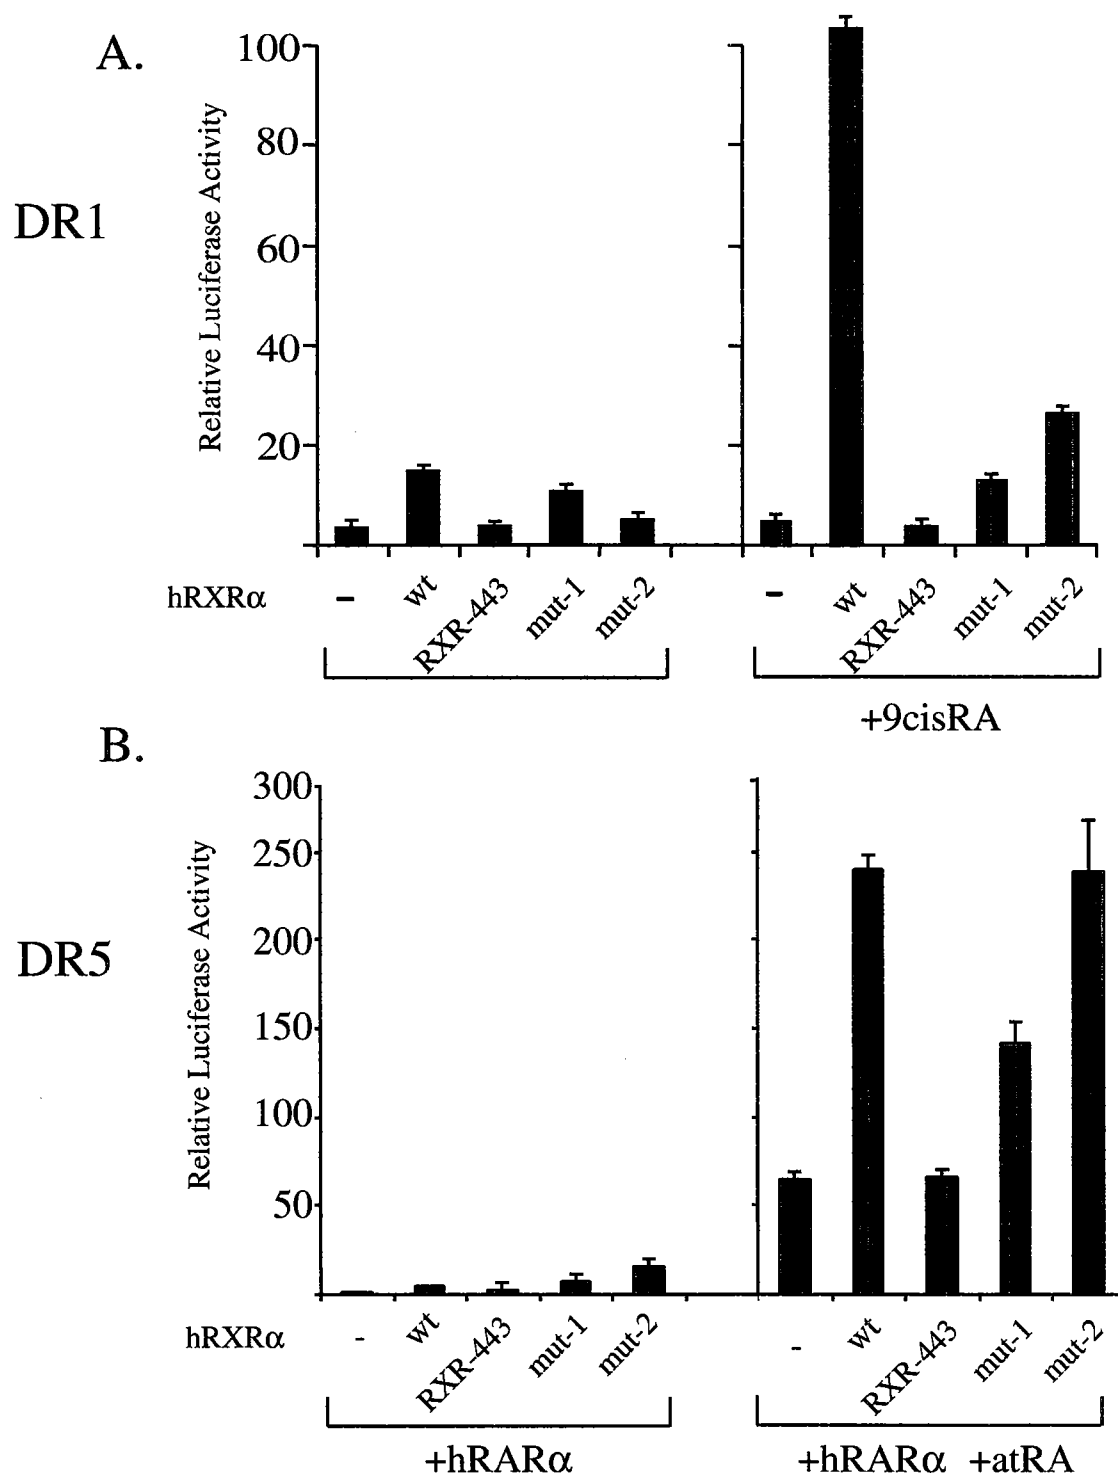 A.
DR1
Relative Luciferase Activity
100
80
60
40
20
hRXRα
– wt RXR-443 mut-1 mut-2
– wt RXR-443 mut-1 mut-2
+9cisRA
B.
DR5
Relative Luciferase Activity
300
250
200
150
100
50
hRXRα
- wt RXR-443 mut-1 mut-2
- wt RXR-443 mut-1 mut-2
+hRARα
+hRARα +atRA